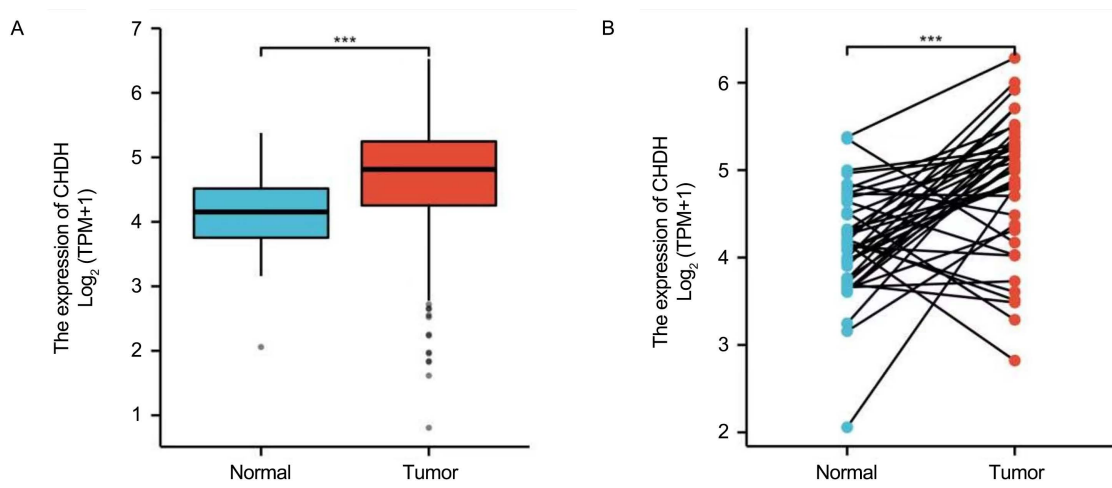 A
The expression of CHDH
Log₂ (TPM+1)
7
6
5
4
3
2
1
***
Normal
Tumor
B
The expression of CHDH
Log₂ (TPM+1)
6
5
4
3
2
***
Normal
Tumor